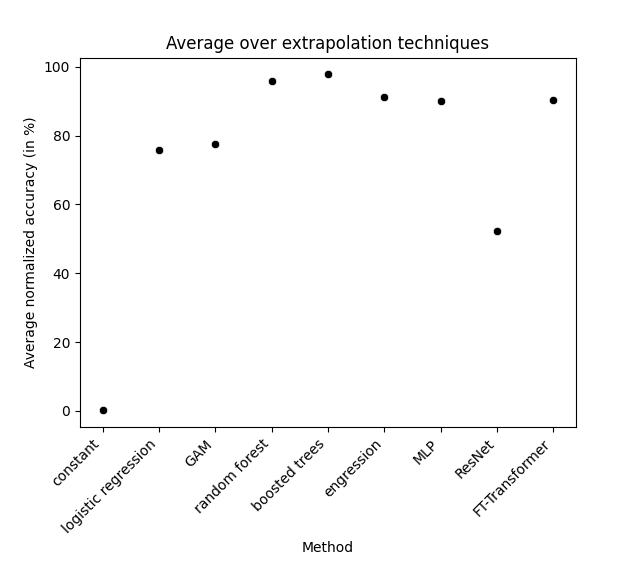 Average over extrapolation techniques
Average normalized accuracy (in %)
100
80
60
40
20
0
constant
logistic regression
GAM
random forest
boosted trees
engression
MLP
ResNet
FT-Transformer
Method